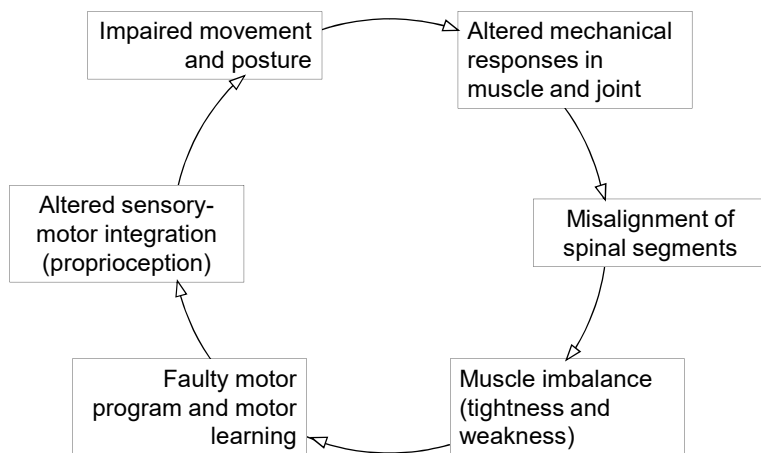 Impaired movement
and posture
Altered mechanical
responses in
muscle and joint
Misalignment of
spinal segments
Muscle imbalance
(tightness and
weakness)
Faulty motor
program and motor
learning
Altered sensory-
motor integration
(proprioception)